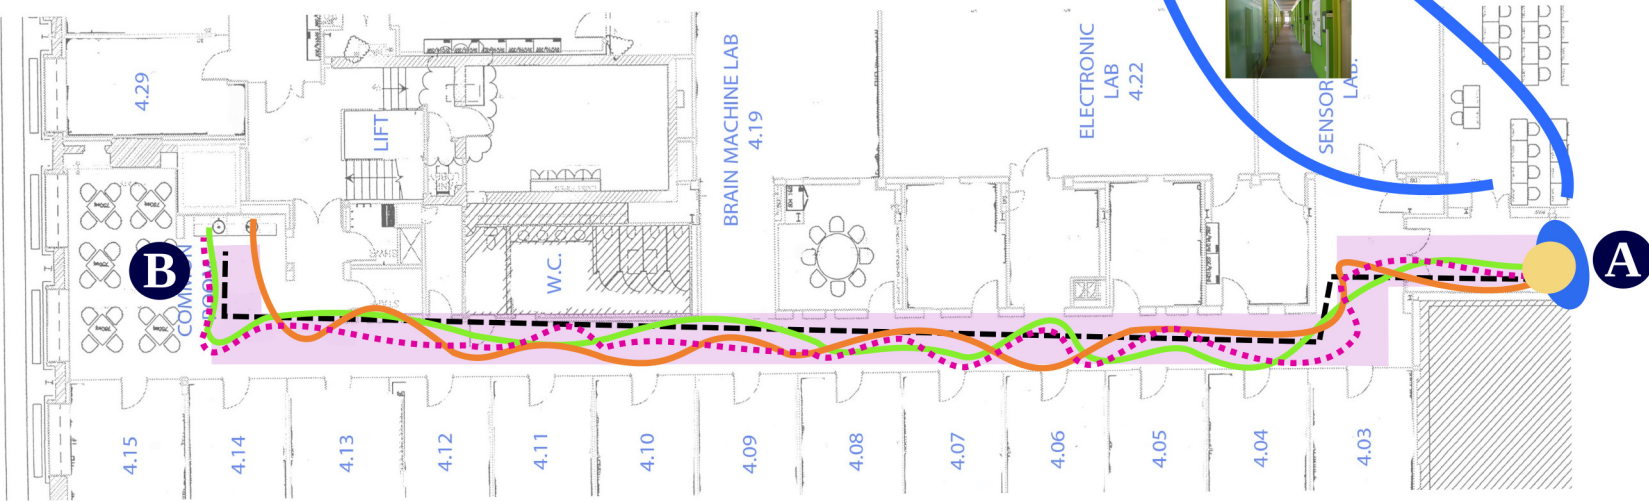 4.29
LIFT
BRAIN MACHINE LAB
4.19
ELECTRONIC
LAB
4.22
SENSOR
LAB.
W.C.
COMMON
ROOM
B
A
4.15
4.14
4.13
4.12
4.11
4.10
4.09
4.08
4.07
4.06
4.05
4.04
4.03